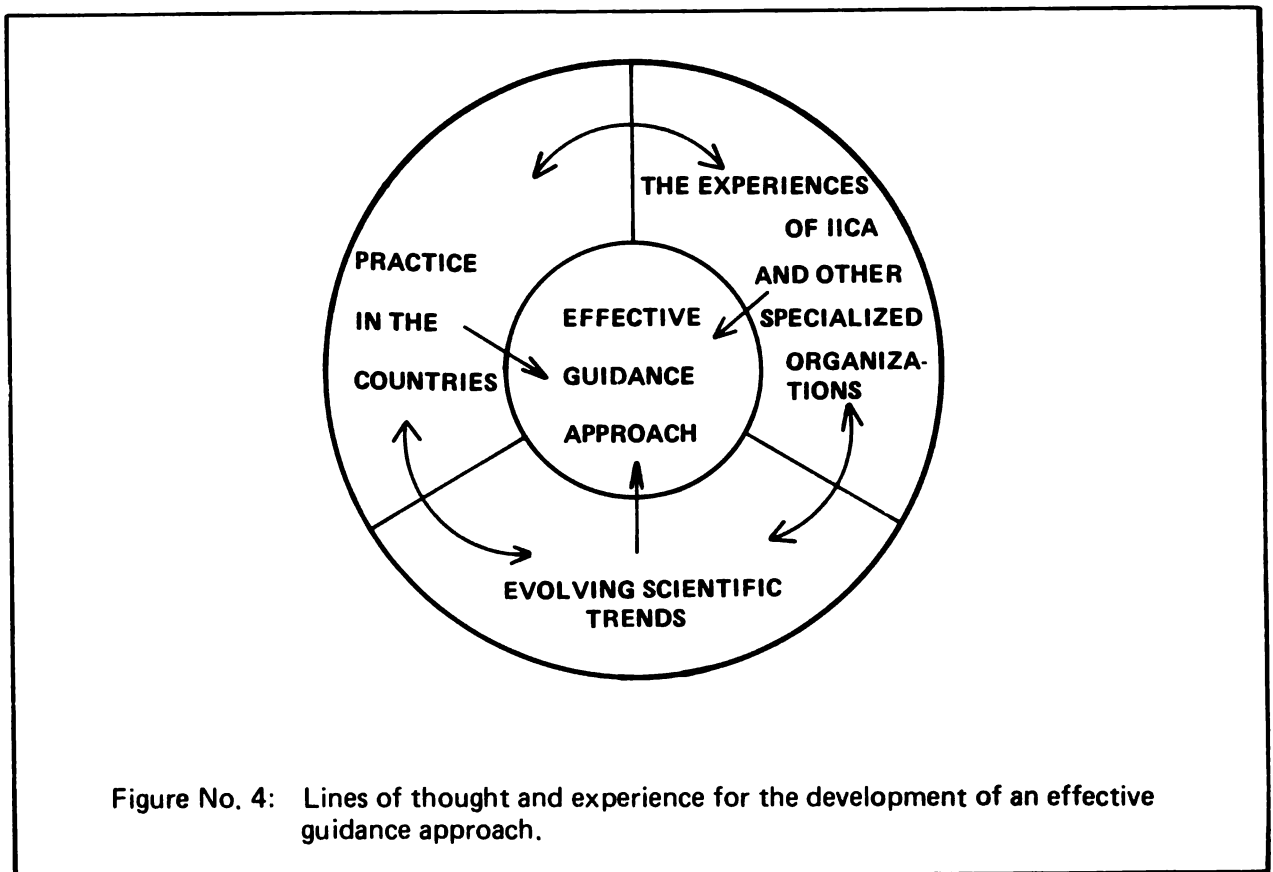 THE EXPERIENCES
OF IICA
AND OTHER
SPECIALIZED
ORGANIZA-
TIONS
PRACTICE
IN THE
COUNTRIES
EFFECTIVE
GUIDANCE
APPROACH
EVOLVING SCIENTIFIC
TRENDS
Figure No. 4: Lines of thought and experience for the development of an effective
guidance approach.